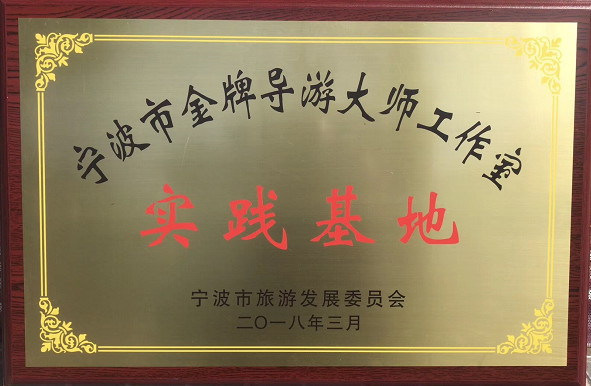 宁波市金牌导游大师工作室
实践基地
宁波市旅游发展委员会
二〇一八年三月